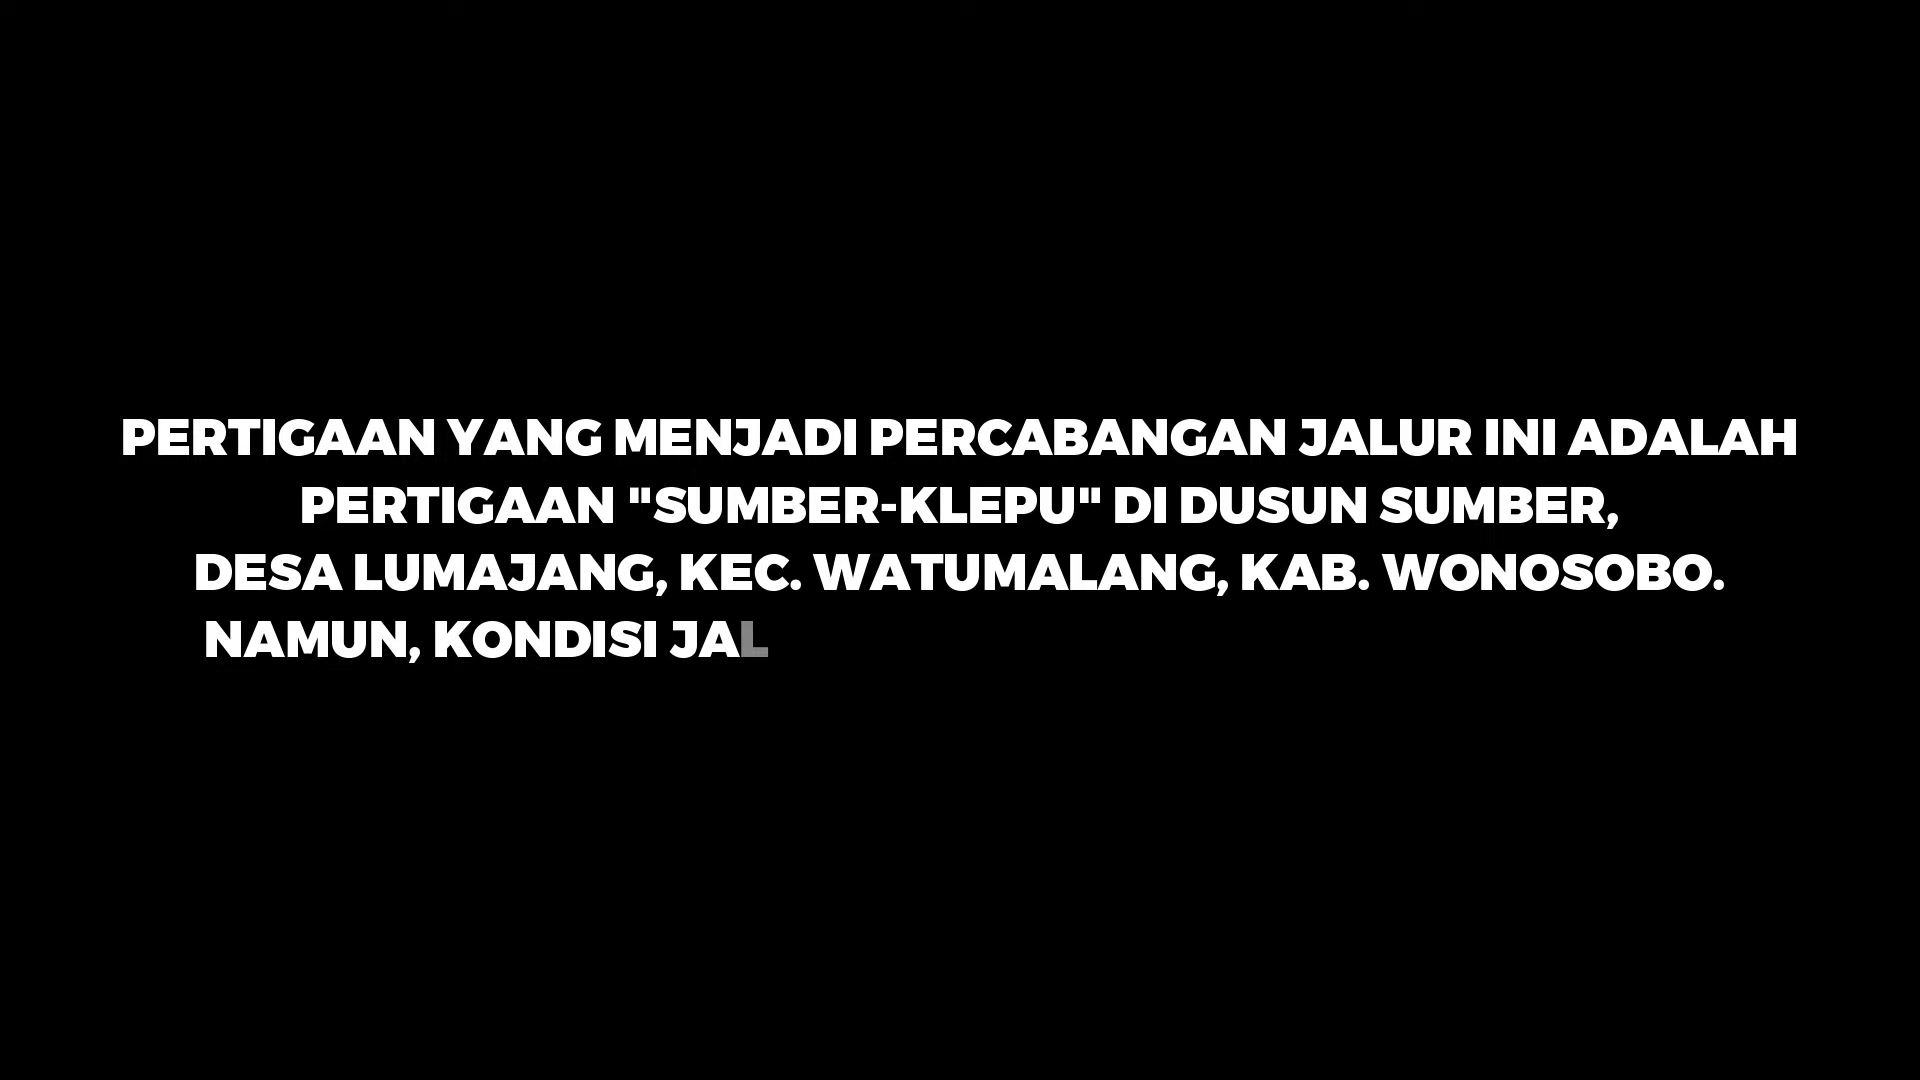 PERTIGAAN YANG MENJADI PERCABANGAN JALUR INI ADALAH
PERTIGAAN "SUMBER-KLEPU" DI DUSUN SUMBER,
DESA LUMAJANG, KEC. WATUMALANG, KAB. WONOSOBO.
NAMUN, KONDISI JAL